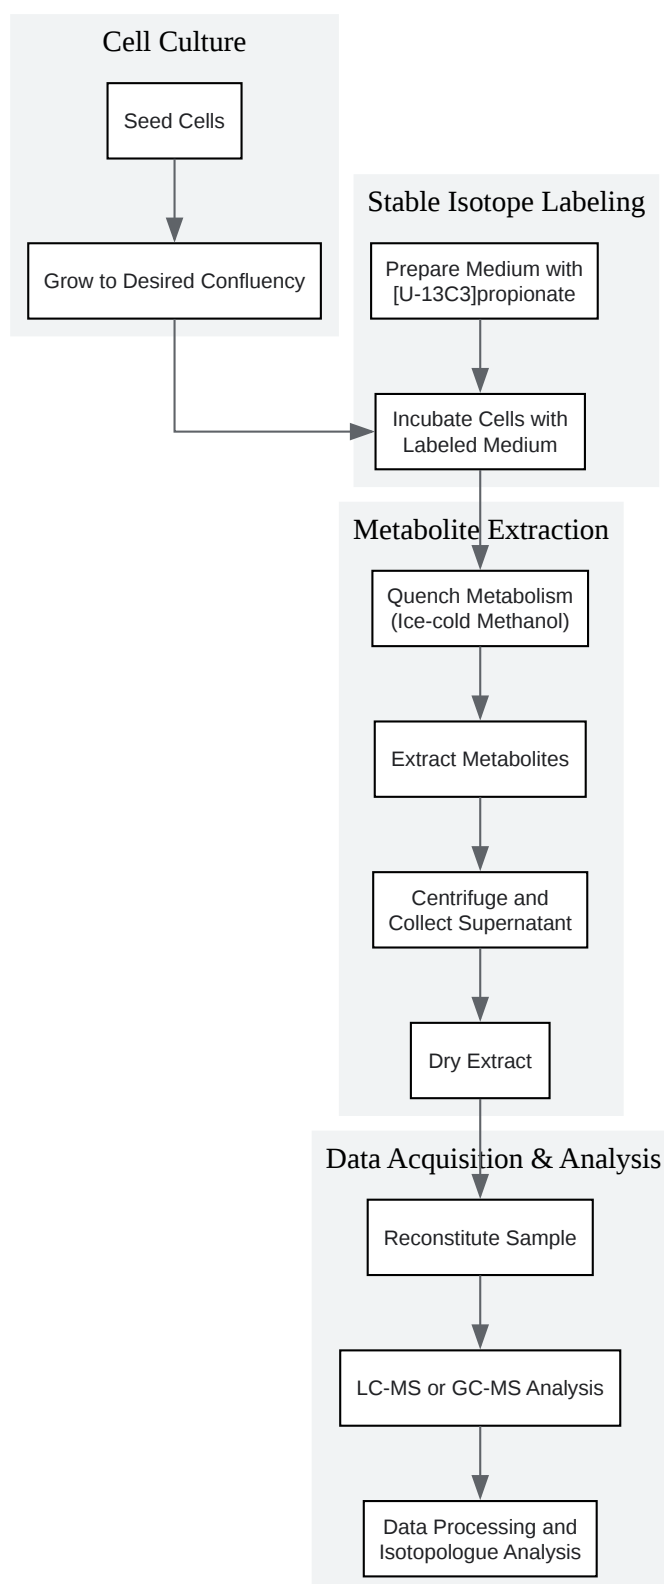 Cell Culture
Seed Cells
Grow to Desired Confluency
Stable Isotope Labeling
Prepare Medium with
[U-13C3]propionate
Incubate Cells with
Labeled Medium
Metabolite Extraction
Quench Metabolism
(Ice-cold Methanol)
Extract Metabolites
Centrifuge and
Collect Supernatant
Dry Extract
Data Acquisition & Analysis
Reconstitute Sample
LC-MS or GC-MS Analysis
Data Processing and
Isotopologue Analysis